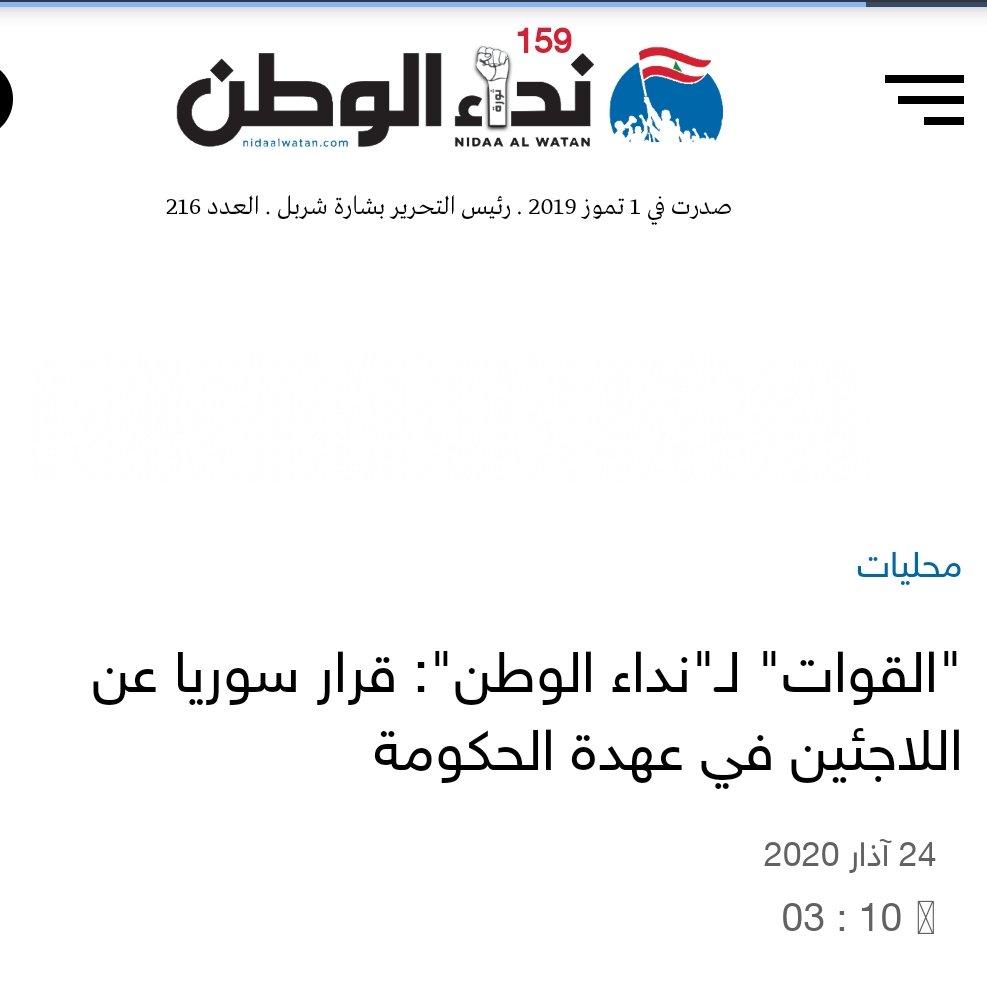 159
نداء الوطن
ثورة
nidaalwatan.com
NIDAA AL WATAN
صدرت في 1 تموز 2019 . رئيس التحرير بشارة شربل . العدد 216
محليات
"القوات" لـ"نداء الوطن": قرار سوريا عن
اللاجئين في عهدة الحكومة
24 آذار 2020
03 : 10